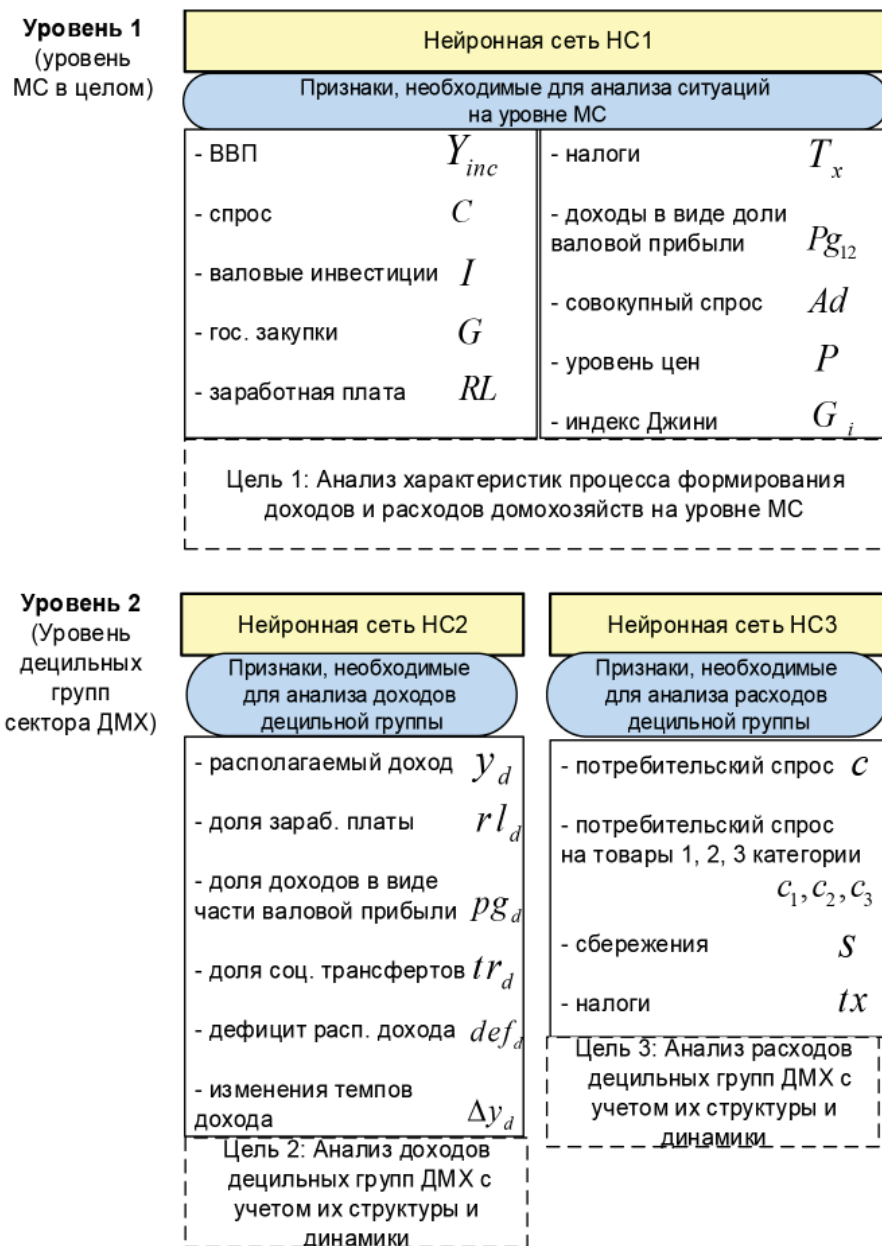 Уровень 1
(уровень
МС в целом)
Нейронная сеть НС1
Признаки, необходимые для анализа ситуаций
на уровне МС
- ВВП Y_inc
- спрос C
- валовые инвестиции I
- гос. закупки G
- заработная плата RL
- налоги T_x
- доходы в виде доли
валовой прибыли Pg_12
- совокупный спрос Ad
- уровень цен P
- индекс Джини G_i
Цель 1: Анализ характеристик процесса формирования
доходов и расходов домохозяйств на уровне МС
Уровень 2
(Уровень
децильных
групп
сектора ДМХ)
Нейронная сеть НС2
Признаки, необходимые
для анализа доходов
децильной группы
- располагаемый доход y_d
- доля зараб. платы rl_d
- доля доходов в виде
части валовой прибыли pg_d
- доля соц. трансфертов tr_d
- дефицит расп. дохода def_d
- изменения темпов
дохода Δy_d
Цель 2: Анализ доходов
децильных групп ДМХ с
учетом их структуры и
динамики
Нейронная сеть НС3
Признаки, необходимые
для анализа расходов
децильной группы
- потребительский спрос c
- потребительский спрос
на товары 1, 2, 3 категории
c_1, c_2, c_3
- сбережения s
- налоги tx
Цель 3: Анализ расходов
децильных групп ДМХ с
учетом их структуры и
динамики